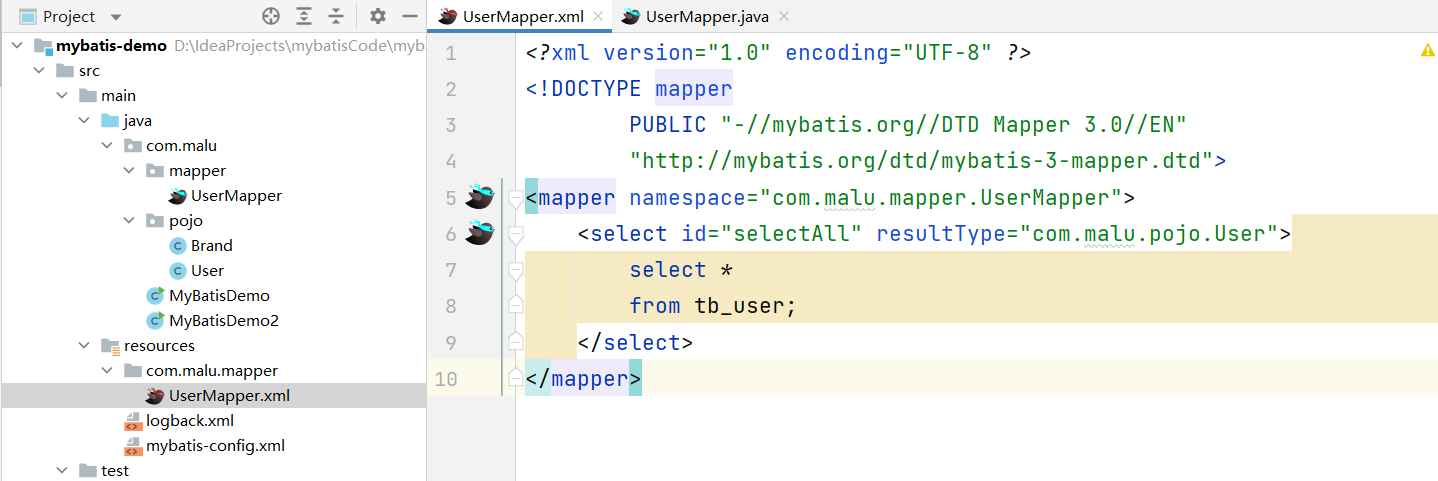 Project
mybatis-demo D:\IdeaProjects\mybatisCode\myb
src
main
java
com.malu
mapper
UserMapper
pojo
Brand
User
MyBatisDemo
MyBatisDemo2
resources
com.malu.mapper
UserMapper.xml
logback.xml
mybatis-config.xml
test
UserMapper.xml
UserMapper.java
1 <?xml version="1.0" encoding="UTF-8" ?>
2 <!DOCTYPE mapper
3 PUBLIC "-//mybatis.org//DTD Mapper 3.0//EN"
4 "http://mybatis.org/dtd/mybatis-3-mapper.dtd">
5 <mapper namespace="com.malu.mapper.UserMapper">
6 <select id="selectAll" resultType="com.malu.pojo.User">
7 select *
8 from tb_user;
9 </select>
10 </mapper>